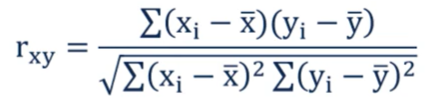 r_xy = Σ(x_i − x̄)(y_i − ȳ) / √Σ(x_i − x̄)² Σ(y_i − ȳ)²